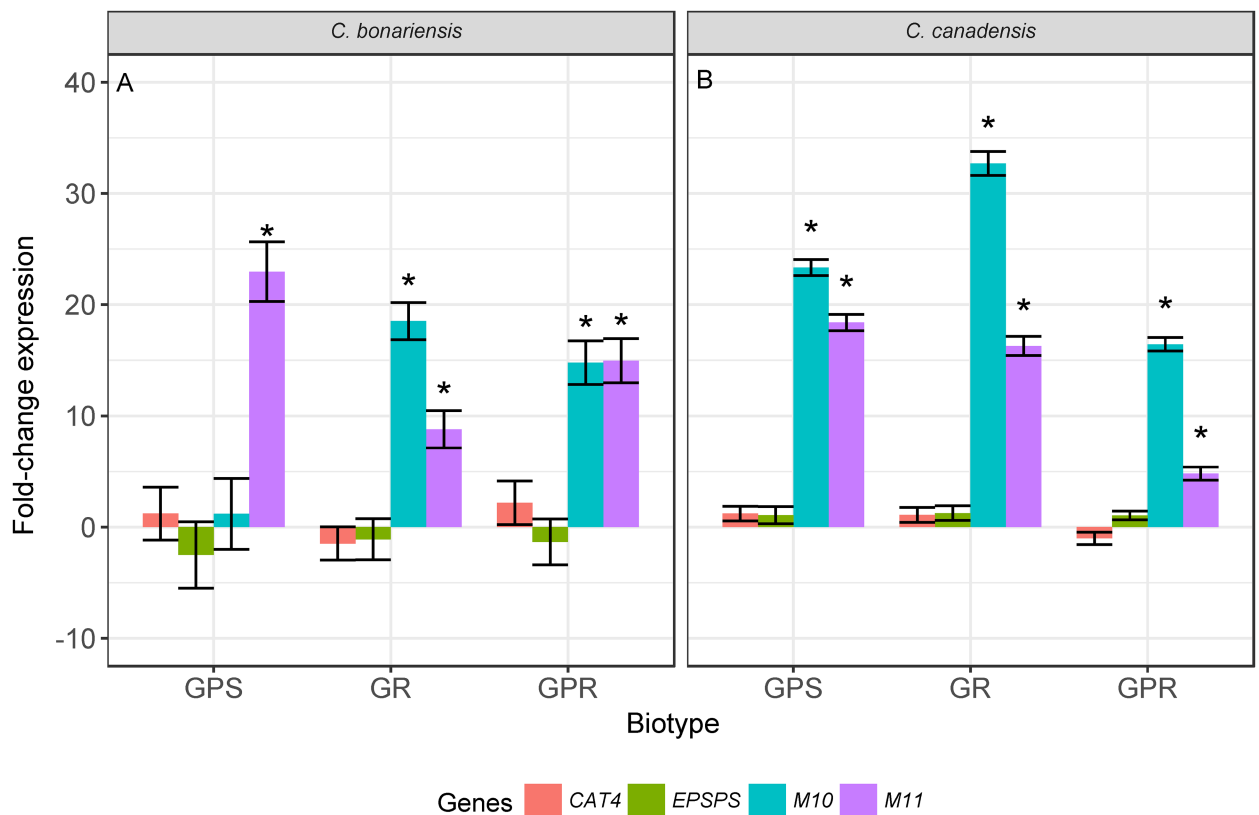 C. bonariensis
C. canadensis
A
B
40
30
20
10
0
-10
Fold-change expression
*
*
*
*
*
*
*
*
*
*
*
GPS
GR
GPR
GPS
GR
GPR
Biotype
Genes CAT4 EPSPS M10 M11